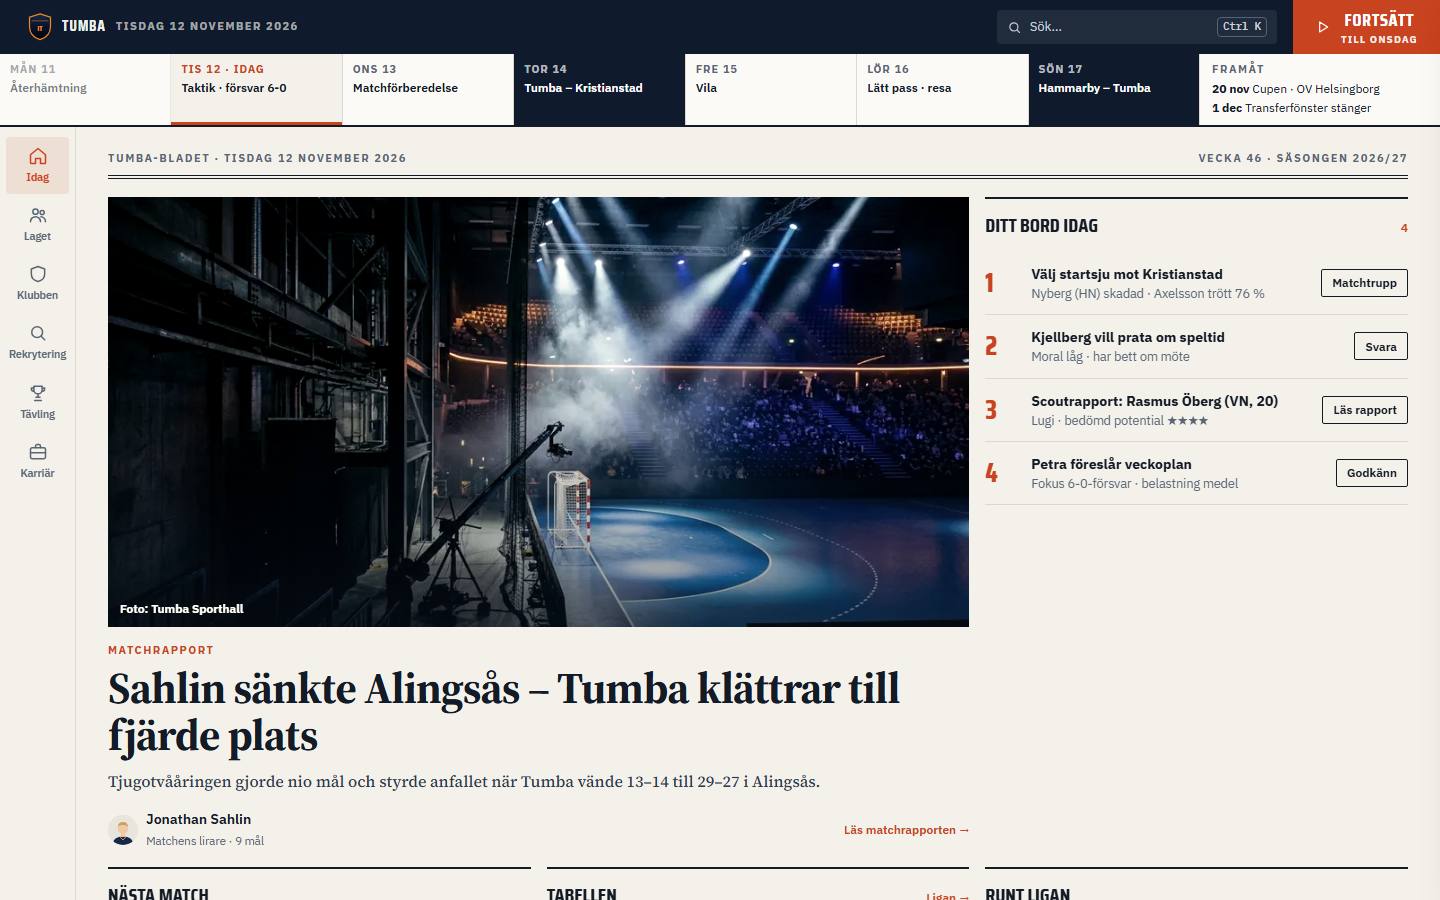 TUMBA TISDAG 12 NOVEMBER 2026
Sök...
Ctrl K
FORTSÄTT
TILL ONSDAG
MÅN 11
Återhämtning
TIS 12 · IDAG
Taktik · försvar 6-0
ONS 13
Matchförberedelse
TOR 14
Tumba – Kristianstad
FRE 15
Vila
LÖR 16
Lätt pass · resa
SÖN 17
Hammarby – Tumba
FRAMÅT
20 nov Cupen · OV Helsingborg
1 dec Transferfönster stänger
Idag
Laget
Klubben
Rekrytering
Tävling
Karriär
TUMBA-BLADET · TISDAG 12 NOVEMBER 2026
VECKA 46 · SÄSONGEN 2026/27
Foto: Tumba Sporthall
MATCHRAPPORT
Sahlin sänkte Alingsås – Tumba klättrar till
fjärde plats
Tjugotvååringen gjorde nio mål och styrde anfallet när Tumba vände 13–14 till 29–27 i Alingsås.
Jonathan Sahlin
Matchens lirare · 9 mål
Läs matchrapporten →
DITT BORD IDAG
4
1
Välj startsju mot Kristianstad
Nyberg (HN) skadad · Axelsson trött 76 %
Matchtrupp
2
Kjellberg vill prata om speltid
Moral låg · har bett om möte
Svara
3
Scoutrapport: Rasmus Öberg (VN, 20)
Lugi · bedömd potential ★★★★
Läs rapport
4
Petra föreslår veckoplan
Fokus 6-0-försvar · belastning medel
Godkänn
NÄSTA MATCH
TABELLEN
Ligan →
RUNT LIGAN